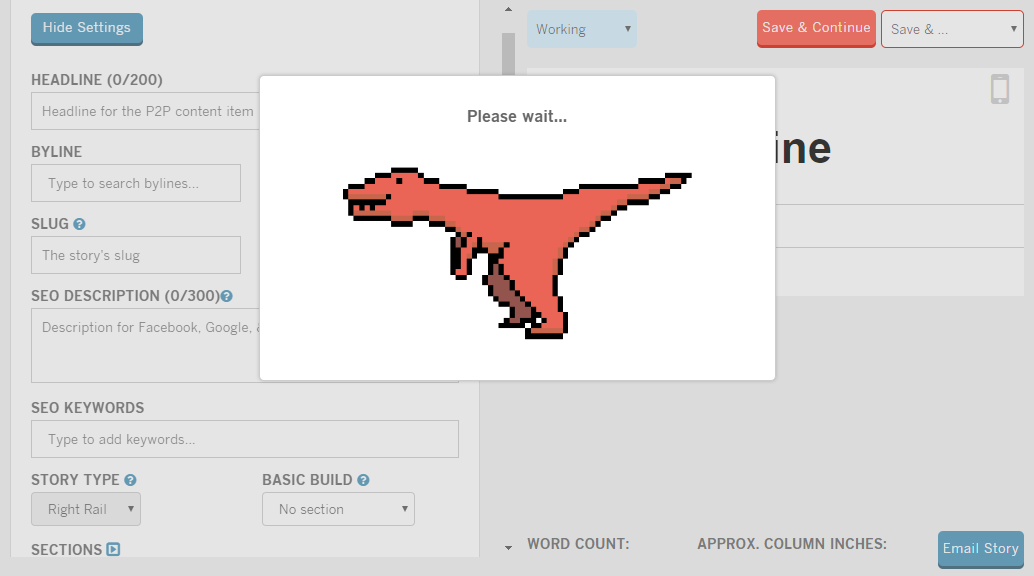 Hide Settings
HEADLINE (0/200)
Headline for the P2P content item
BYLINE
Type to search bylines...
SLUG
The story's slug
SEO DESCRIPTION (0/300)
Description for Facebook, Google,
SEO KEYWORDS
Type to add keywords...
STORY TYPE
BASIC BUILD
Right Rail
No section
SECTIONS
Please wait...
Working
Save & Continue
Save & ...
ine
WORD COUNT:
APPROX. COLUMN INCHES:
Email Story